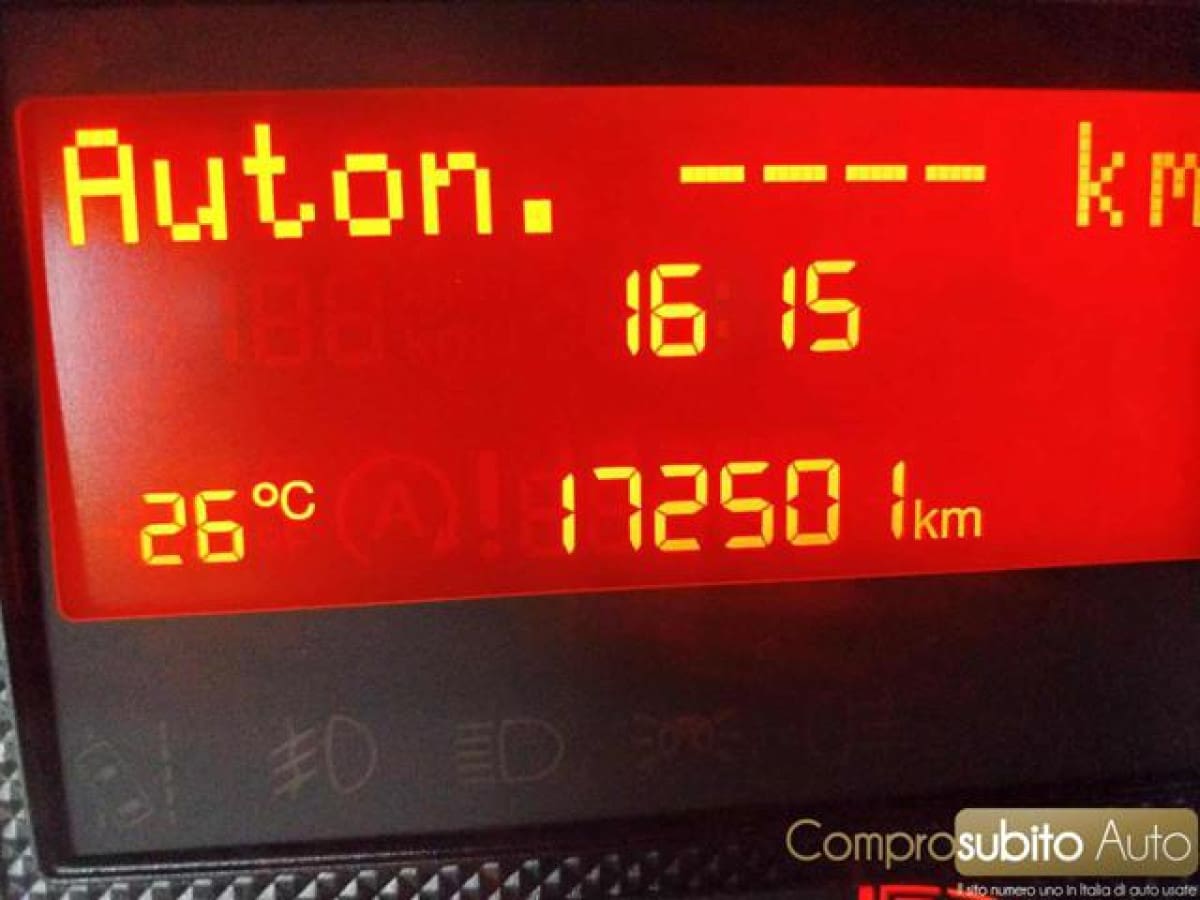 Auton. ---- km
16 15
26 °C 172501 km
Comprosubito Auto
Il sito numero uno in Italia di auto usate